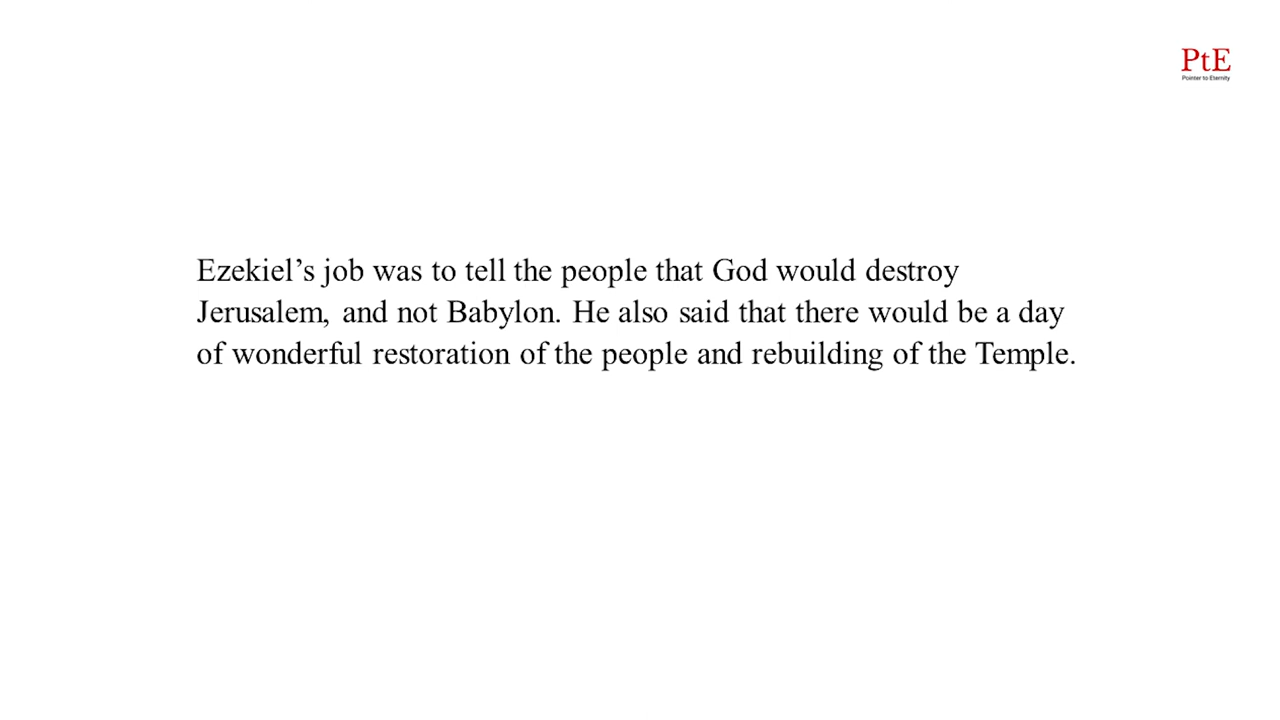 PtE
Pointer to Eternity
Ezekiel’s job was to tell the people that God would destroy
Jerusalem, and not Babylon. He also said that there would be a day
of wonderful restoration of the people and rebuilding of the Temple.